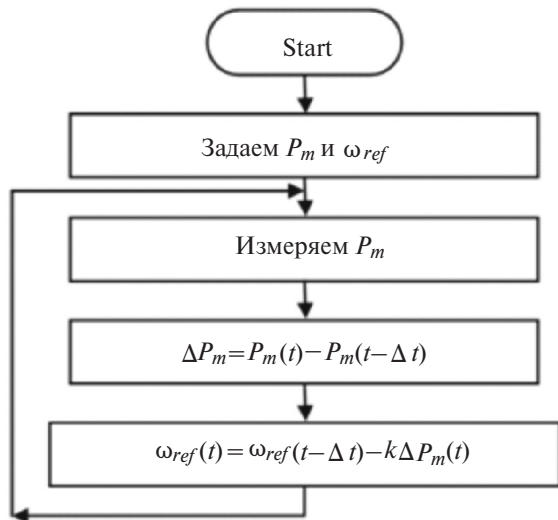 Start
Задаем P_m и ω_ref
Измеряем P_m
ΔP_m = P_m(t) − P_m(t − Δt)
ω_ref(t) = ω_ref(t − Δt) − kΔP_m(t)